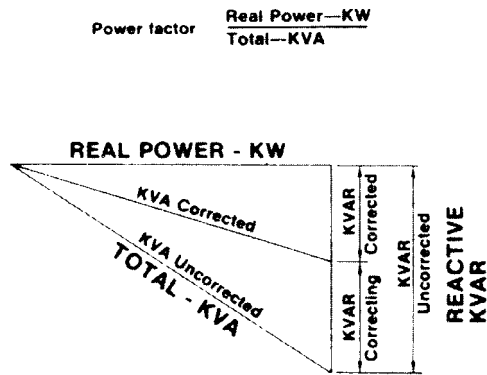 Power factor
Real Power—KW
Total—KVA
REAL POWER - KW
KVA Corrected
KVA Uncorrected
TOTAL - KVA
KVAR
Corrected
KVAR
Correcting
KVAR
Uncorrected
REACTIVE
KVAR